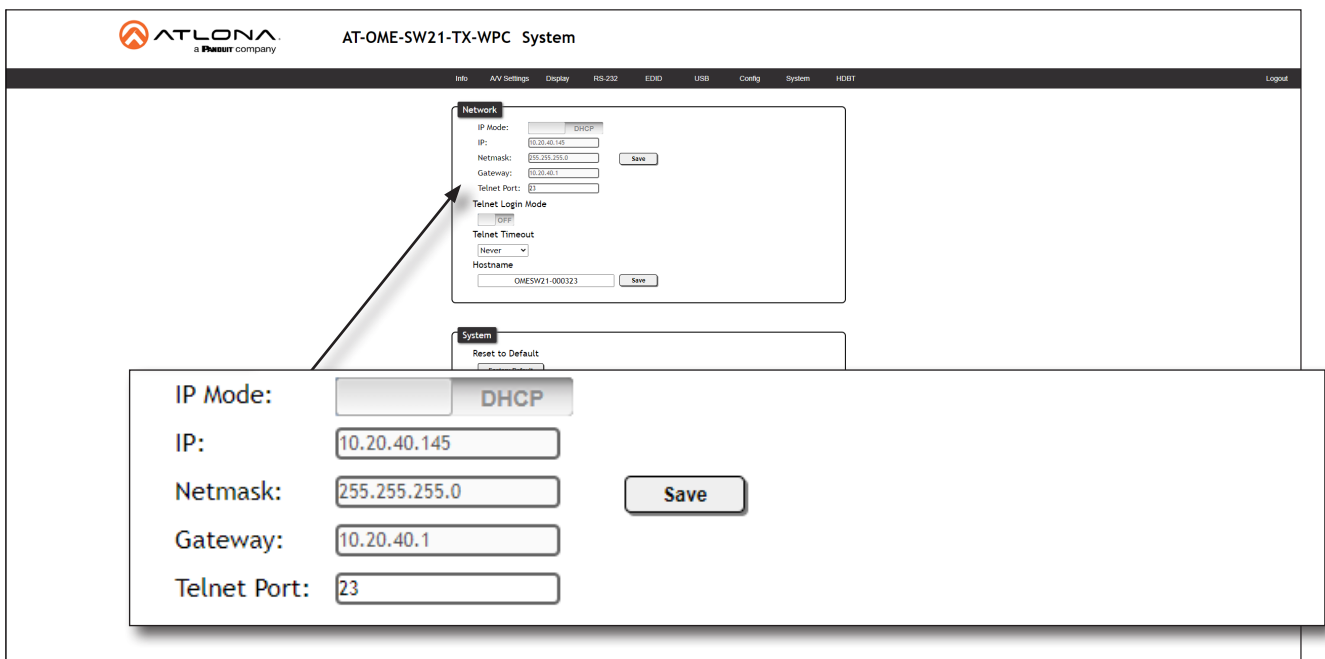 ATLONA.
a PANDUIT company
AT-OME-SW21-TX-WPC System
Info A/V Settings Display RS-232 EDID USB Config System HDBT Logout
Network
IP Mode: DHCP
IP: 10.20.40.145
Netmask: 255.255.255.0 Save
Gateway: 10.20.40.1
Telnet Port: 23
Telnet Login Mode
OFF
Telnet Timeout
Never
Hostname
OMESW21-000323 Save
System
Reset to Default
IP Mode: DHCP
IP: 10.20.40.145
Netmask: 255.255.255.0 Save
Gateway: 10.20.40.1
Telnet Port: 23